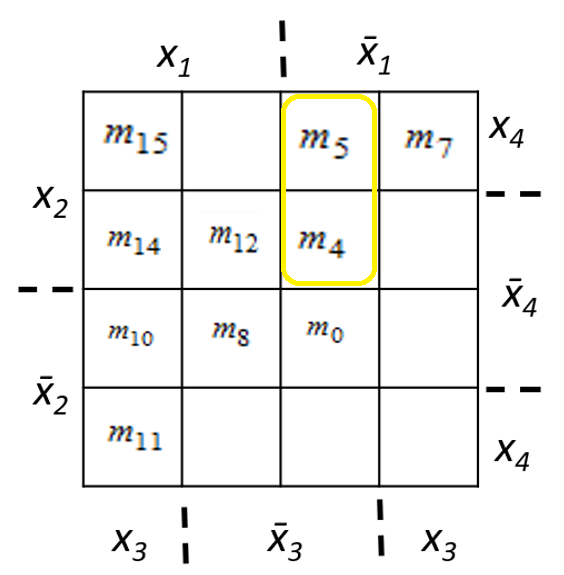 x₁ x̄₁
m₁₅ m₅ m₇ x₄
x₂
m₁₄ m₁₂ m₄
x̄₄
m₁₀ m₈ m₀
x̄₂
m₁₁ x₄
x₃ x̄₃ x₃